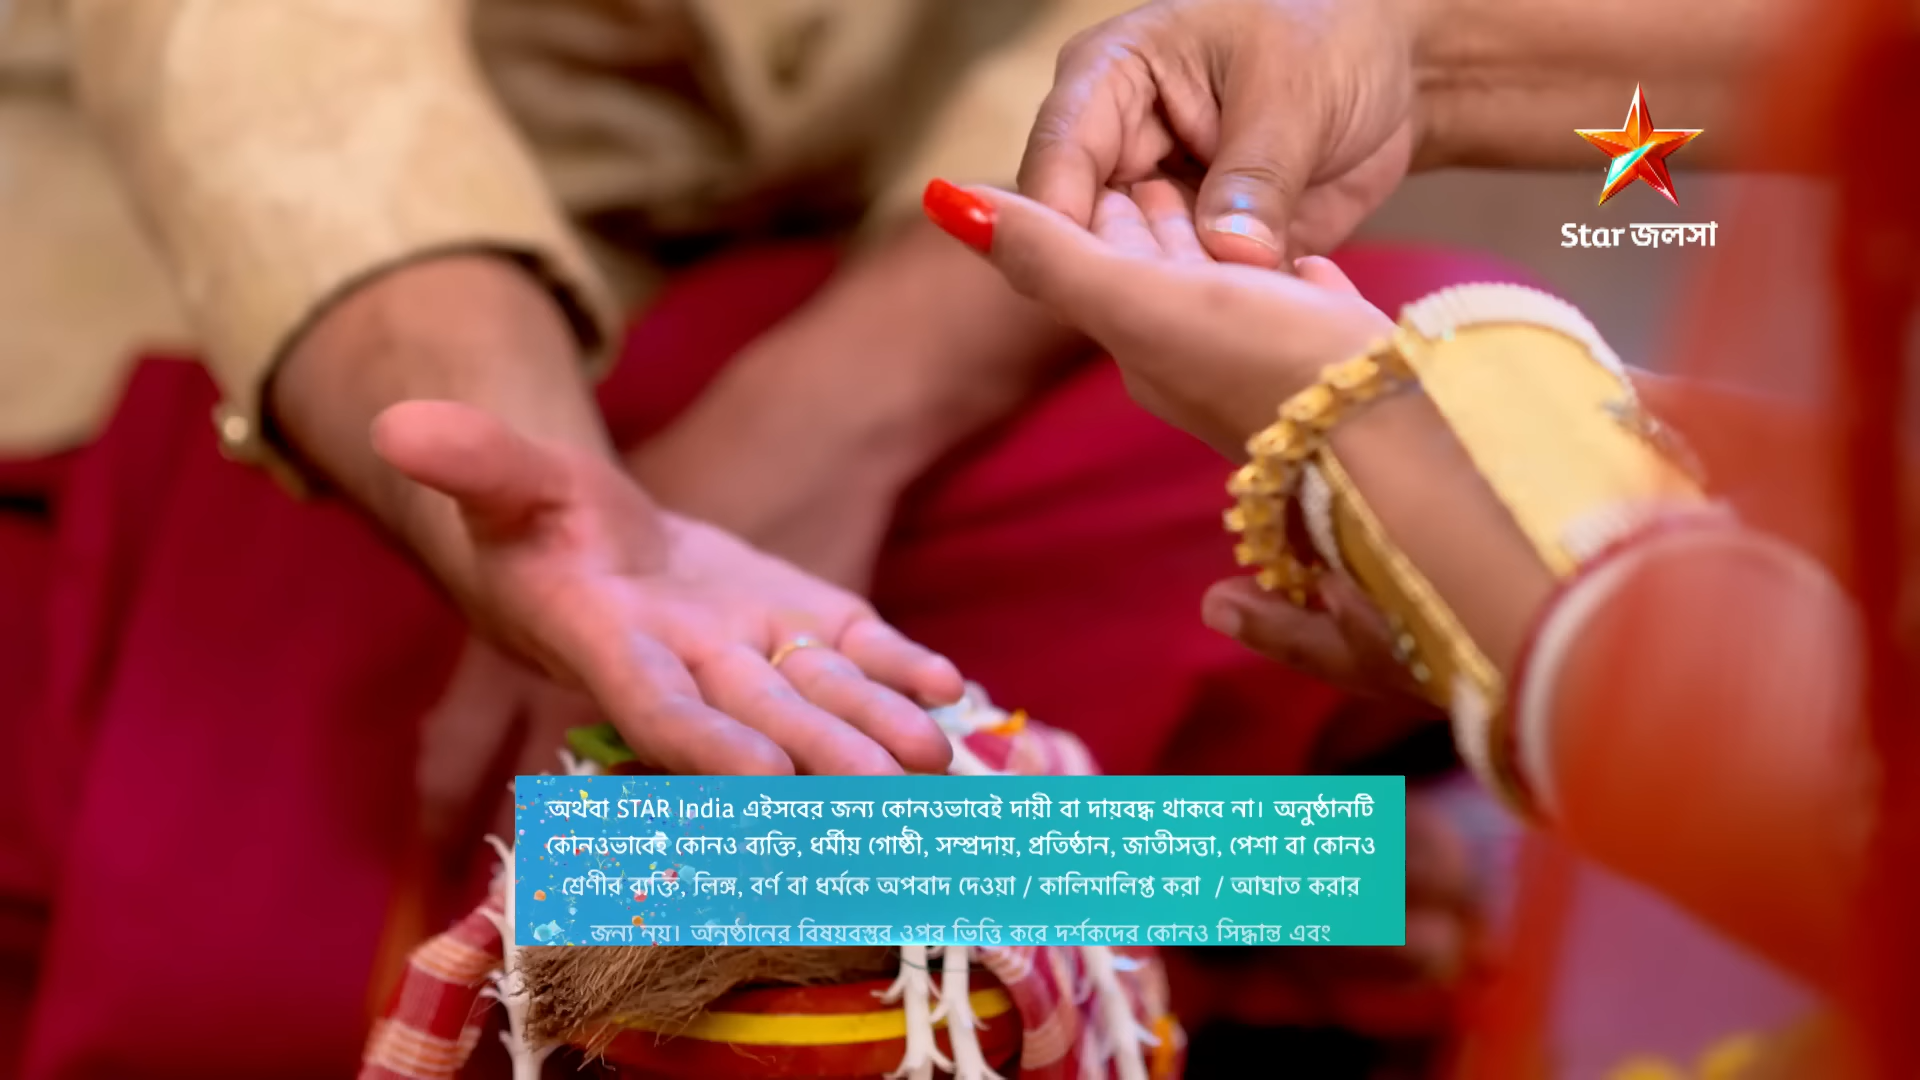 Star জলসা
অথবা STAR India এইসবের জন্য কোনওভাবেই দায়ী বা দায়বদ্ধ থাকবে না। অনুষ্ঠানটি
কোনওভাবেই কোনও ব্যক্তি, ধর্মীয় গোষ্ঠী, সম্প্রদায়, প্রতিষ্ঠান, জাতীসত্তা, পেশা বা কোনও
শ্রেণীর ব্যক্তি, লিঙ্গ, বর্ণ বা ধর্মকে অপবাদ দেওয়া / কালিমালিপ্ত করা / আঘাত করার
জন্য নয়। অনুষ্ঠানের বিষয়বস্তুর ওপর ভিত্তি করে দর্শকদের কোনও সিদ্ধান্ত এবং